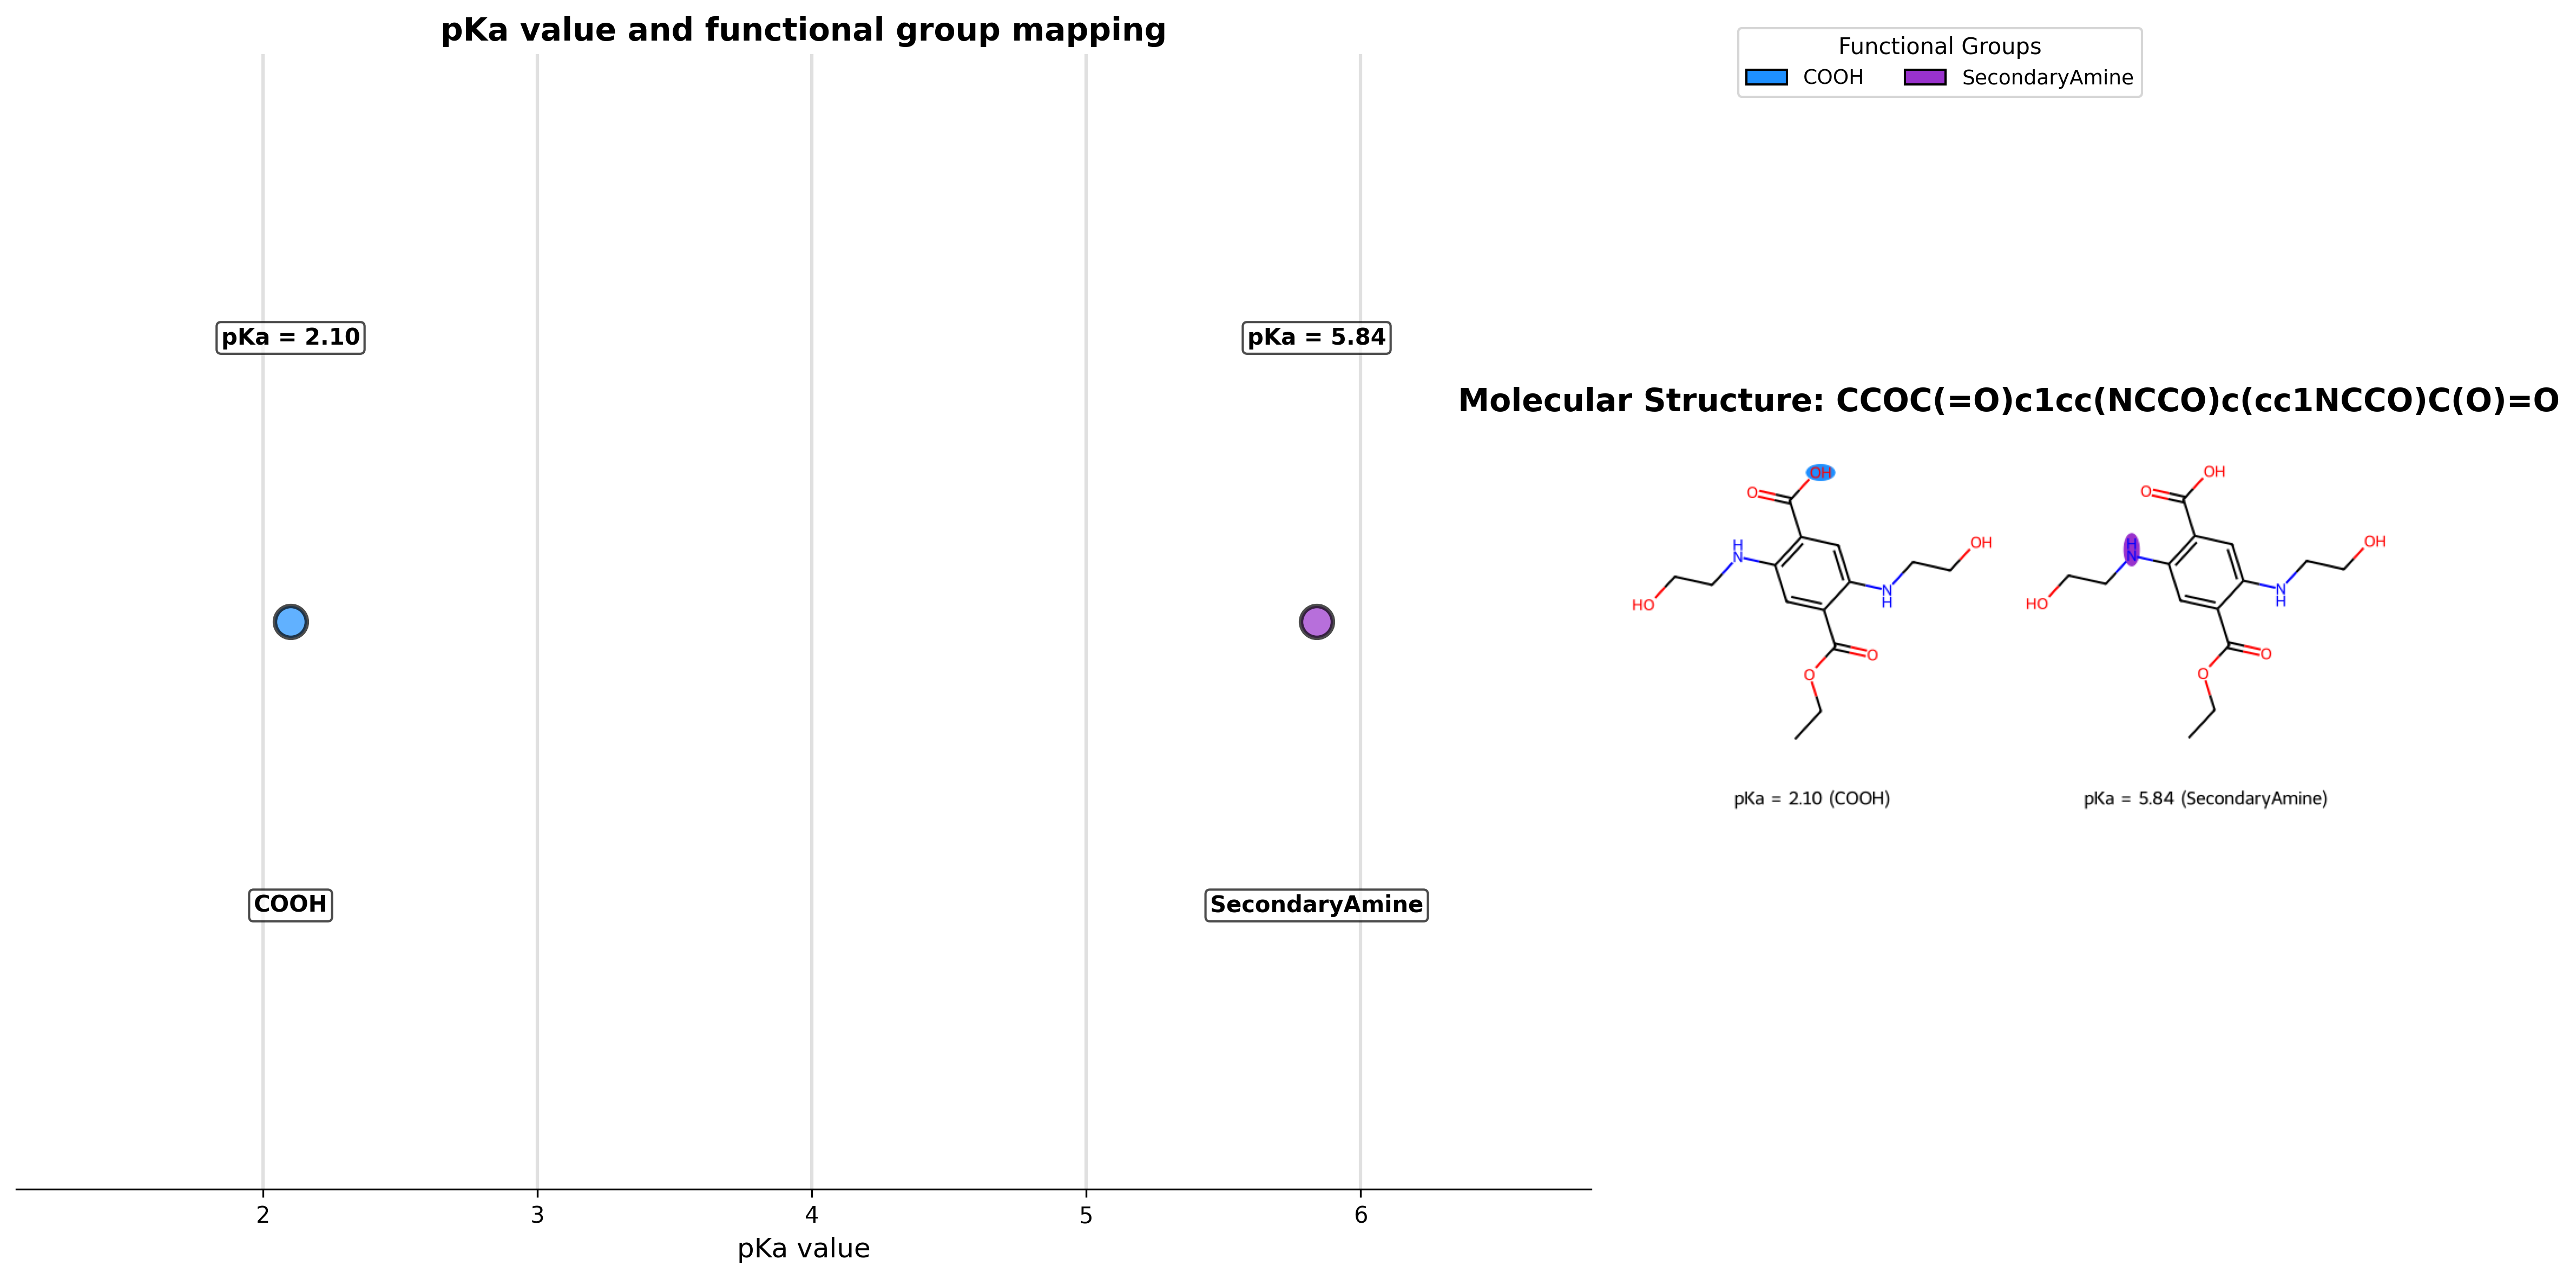 pKa value and functional group mapping
pKa = 2.10
pKa = 5.84
COOH
SecondaryAmine
2
3
4
5
6
pKa value
Functional Groups
COOH
SecondaryAmine
Molecular Structure: CCOC(=O)c1cc(NCCO)c(cc1NCCO)C(O)=O
OH
O
H
N
OH
HO
N
H
O
O
pKa = 2.10 (COOH)
OH
O
H
N
OH
HO
N
H
O
O
pKa = 5.84 (SecondaryAmine)